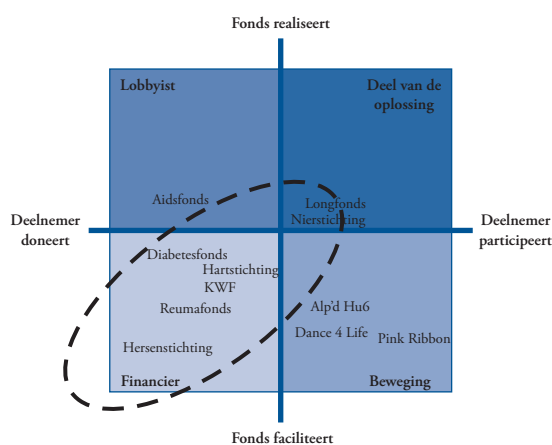 Fonds realiseert
Lobbyist
Deel van de
oplossing
Aidsfonds
Longfonds
Nierstichting
Deelnemer
doneert
Deelnemer
participeert
Diabetesfonds
Hartstichting
KWF
Reumafonds
Alp'd Hu6
Dance 4 Life
Pink Ribbon
Hersenstichting
Financier
Beweging
Fonds faciliteert